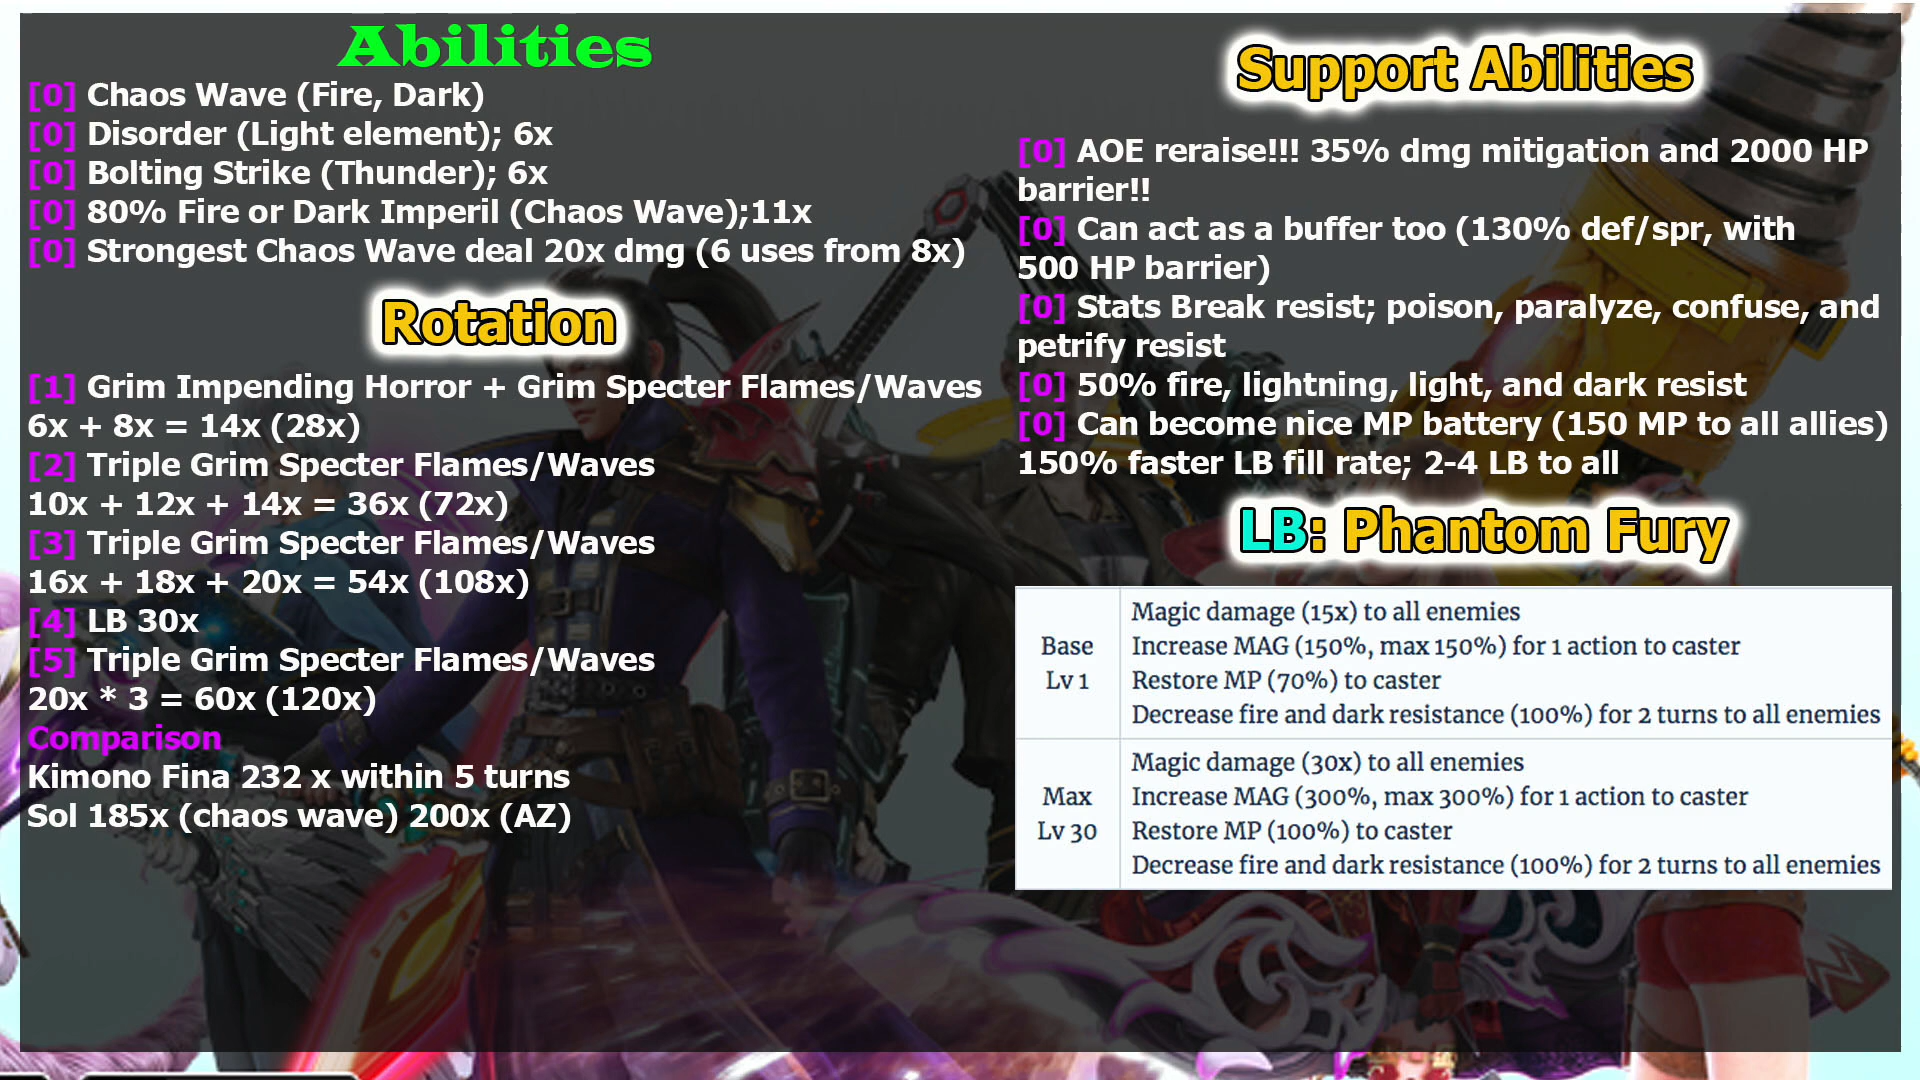 Abilities
[0] Chaos Wave (Fire, Dark)
[0] Disorder (Light element); 6x
[0] Bolting Strike (Thunder); 6x
[0] 80% Fire or Dark Imperil (Chaos Wave);11x
[0] Strongest Chaos Wave deal 20x dmg (6 uses from 8x)
Rotation
[1] Grim Impending Horror + Grim Specter Flames/Waves
6x + 8x = 14x (28x)
[2] Triple Grim Specter Flames/Waves
10x + 12x + 14x = 36x (72x)
[3] Triple Grim Specter Flames/Waves
16x + 18x + 20x = 54x (108x)
[4] LB 30x
[5] Triple Grim Specter Flames/Waves
20x * 3 = 60x (120x)
Comparison
Kimono Fina 232 x within 5 turns
Sol 185x (chaos wave) 200x (AZ)
Support Abilities
[0] AOE reraise!!! 35% dmg mitigation and 2000 HP
barrier!!
[0] Can act as a buffer too (130% def/spr, with
500 HP barrier)
[0] Stats Break resist; poison, paralyze, confuse, and
petrify resist
[0] 50% fire, lightning, light, and dark resist
[0] Can become nice MP battery (150 MP to all allies)
150% faster LB fill rate; 2-4 LB to all
LB: Phantom Fury
Base
Lv 1
Magic damage (15x) to all enemies
Increase MAG (150%, max 150%) for 1 action to caster
Restore MP (70%) to caster
Decrease fire and dark resistance (100%) for 2 turns to all enemies
Max
Lv 30
Magic damage (30x) to all enemies
Increase MAG (300%, max 300%) for 1 action to caster
Restore MP (100%) to caster
Decrease fire and dark resistance (100%) for 2 turns to all enemies